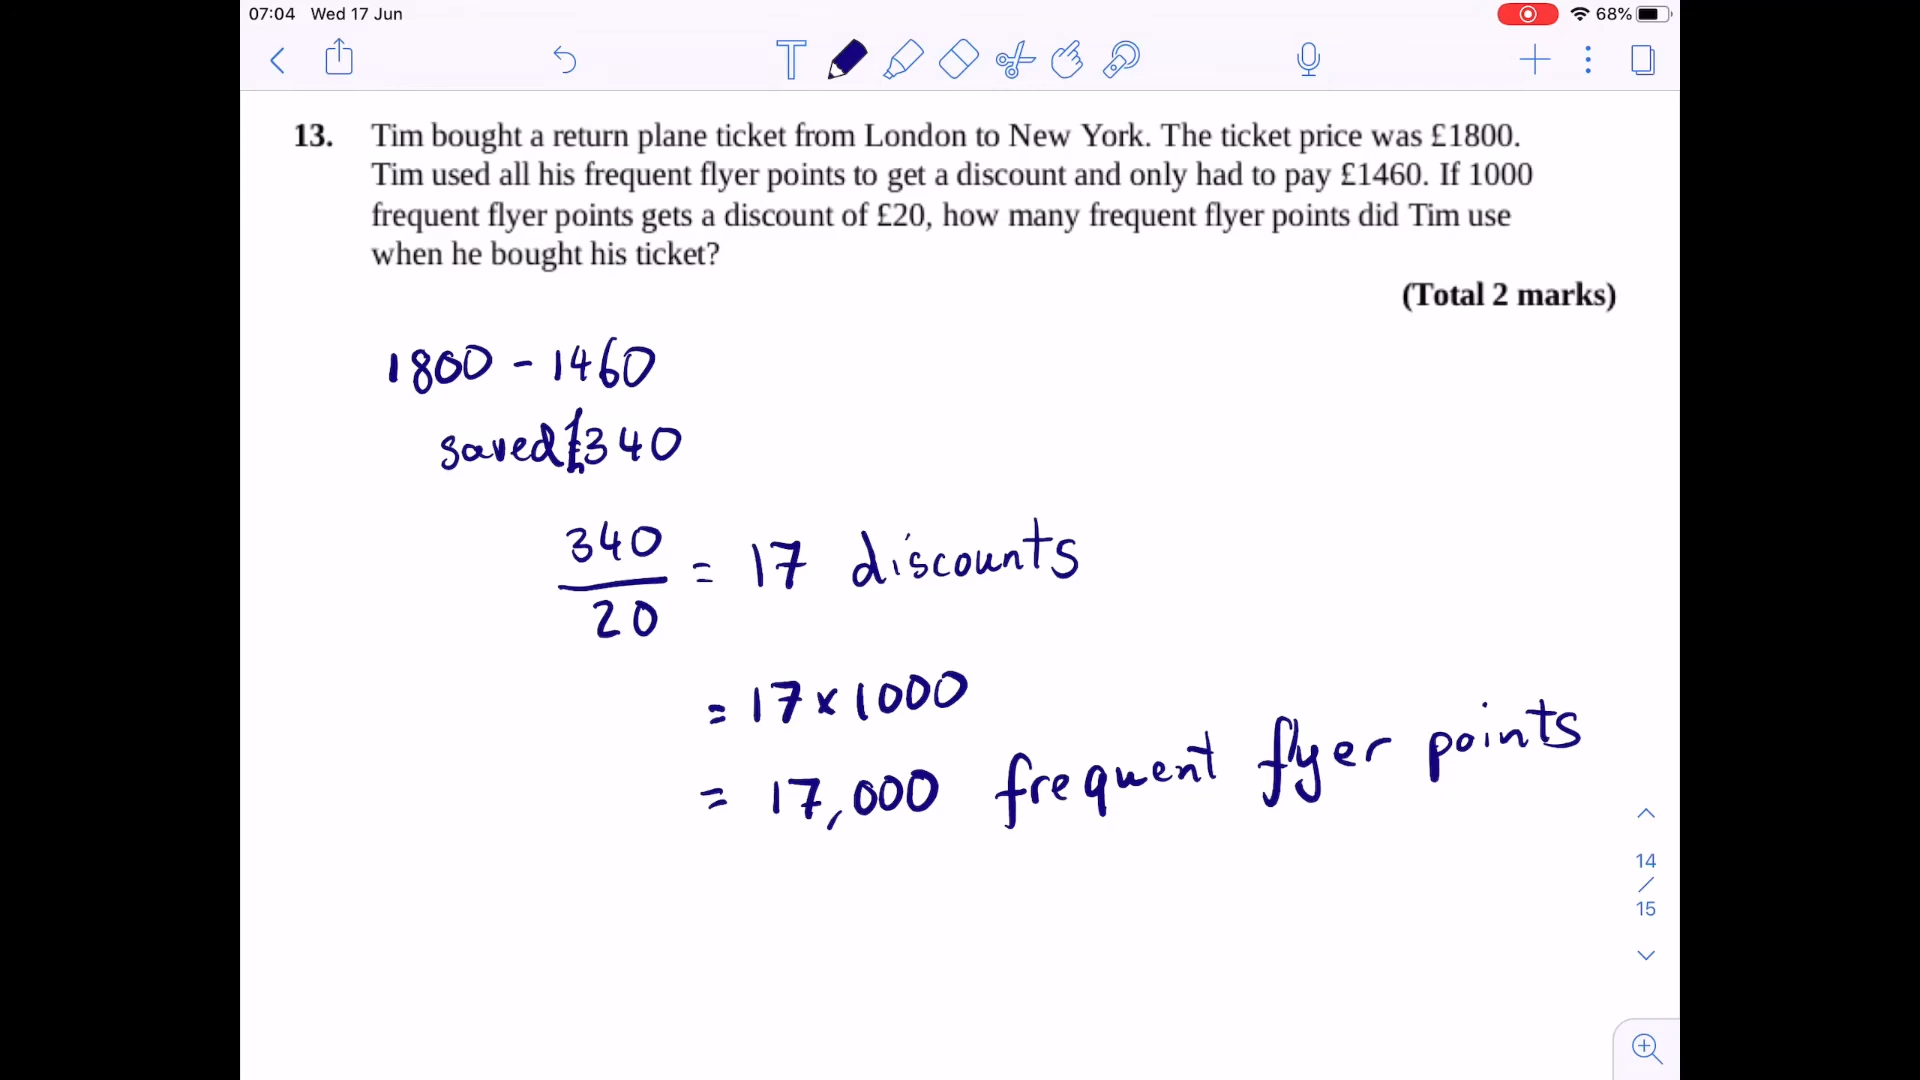 07:04 Wed 17 Jun 68%
T
13. Tim bought a return plane ticket from London to New York. The ticket price was £1800.
Tim used all his frequent flyer points to get a discount and only had to pay £1460. If 1000
frequent flyer points gets a discount of £20, how many frequent flyer points did Tim use
when he bought his ticket?
(Total 2 marks)
1800 - 1460
saved £340
340
= 17 discounts
20
= 17 x 1000
= 17,000 frequent flyer points
14
/
15